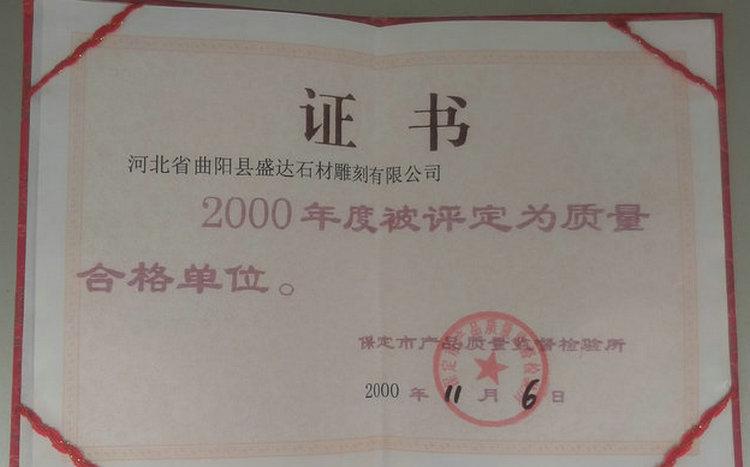 证书
河北省曲阳县盛达石材雕刻有限公司
2000年度被评定为质量
合格单位。
保定市产品质量监督检验所
2000年11月6日